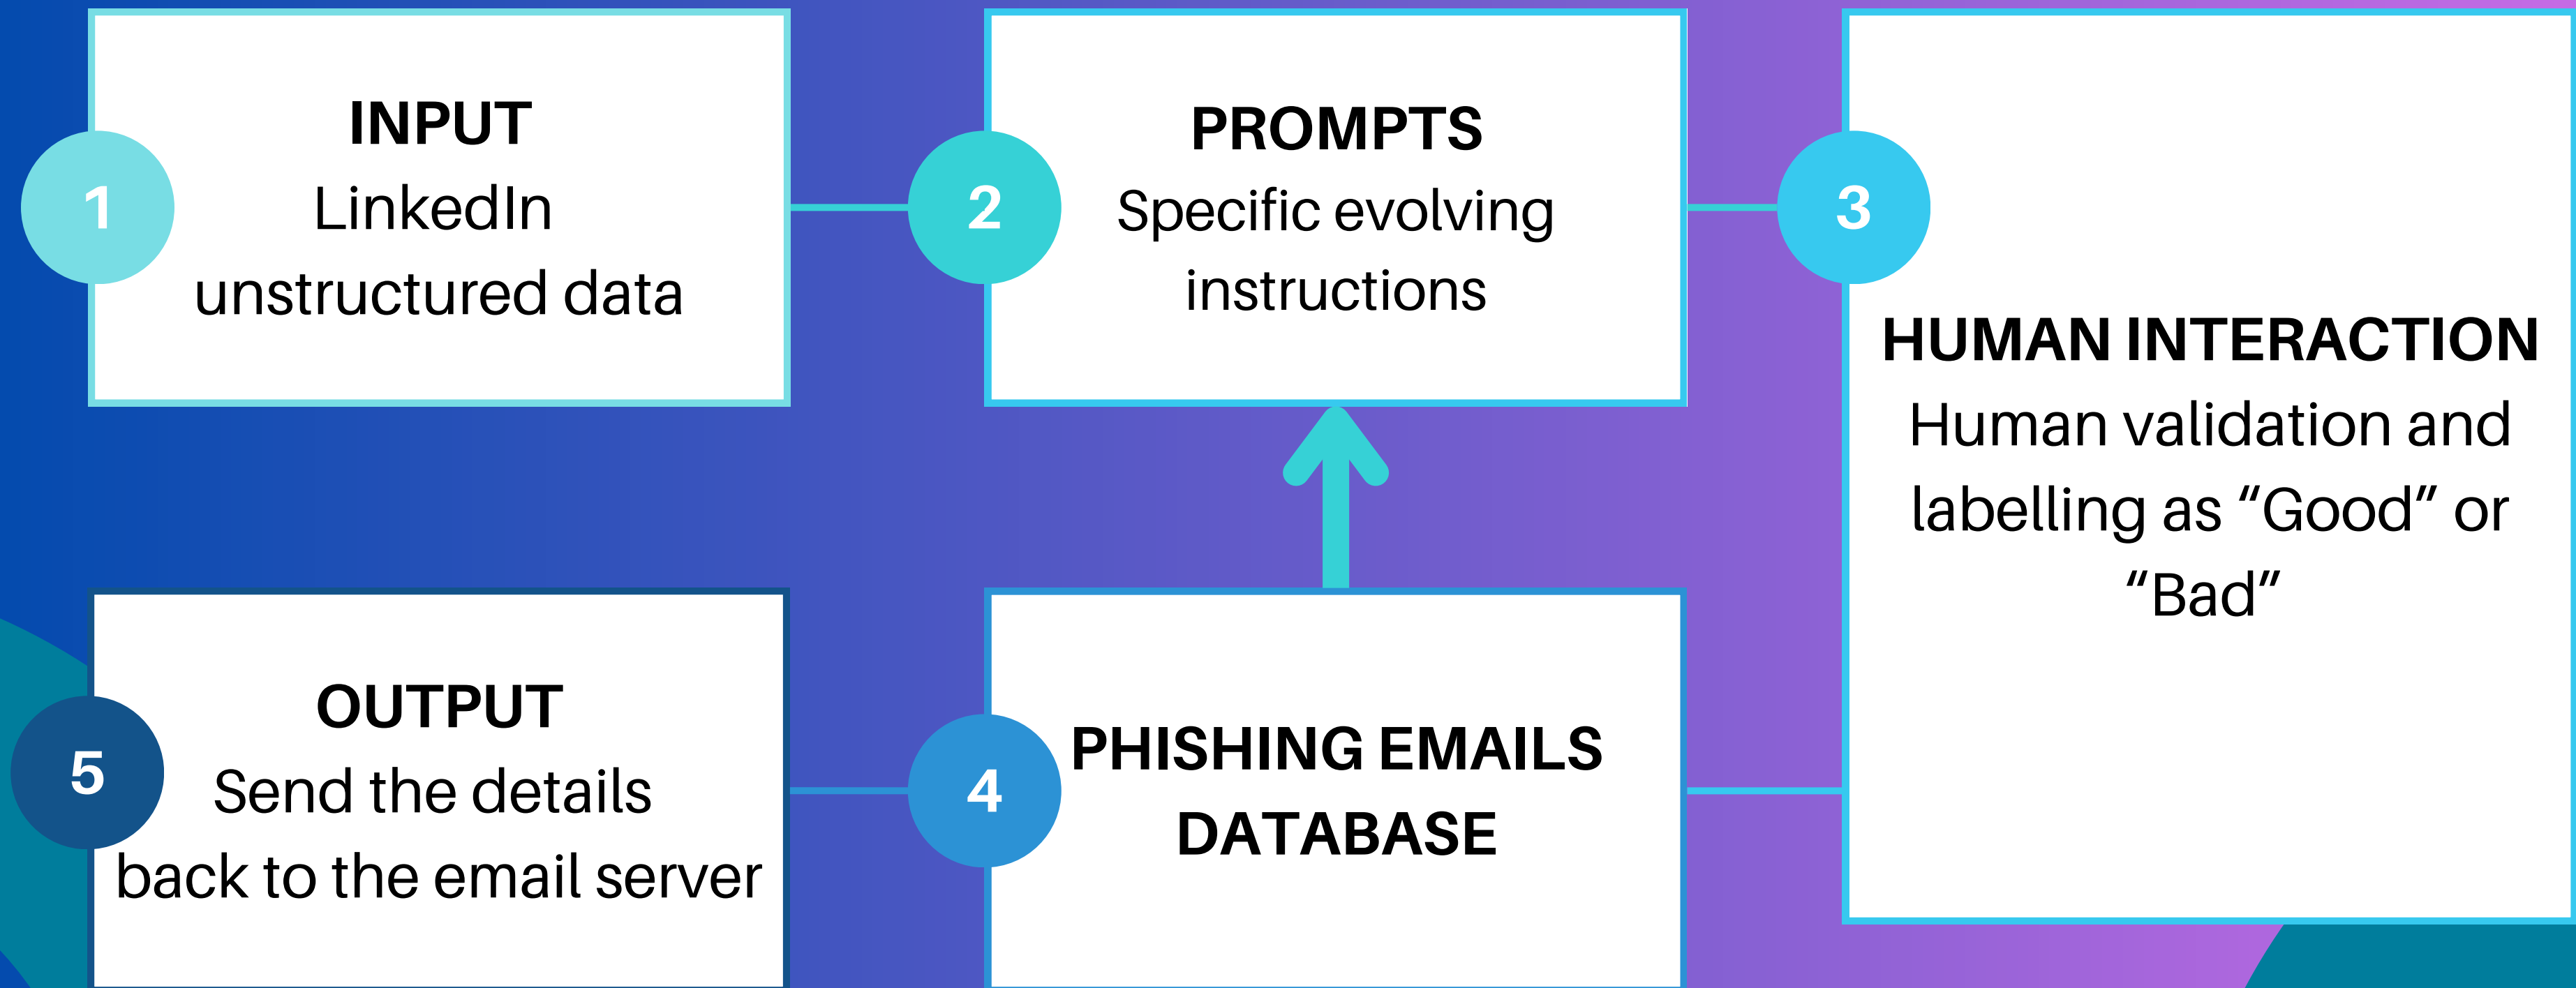 1
INPUT
LinkedIn
unstructured data
2
PROMPTS
Specific evolving
instructions
3
HUMAN INTERACTION
Human validation and
labelling as “Good” or
“Bad”
4
PHISHING EMAILS
DATABASE
5
OUTPUT
Send the details
back to the email server